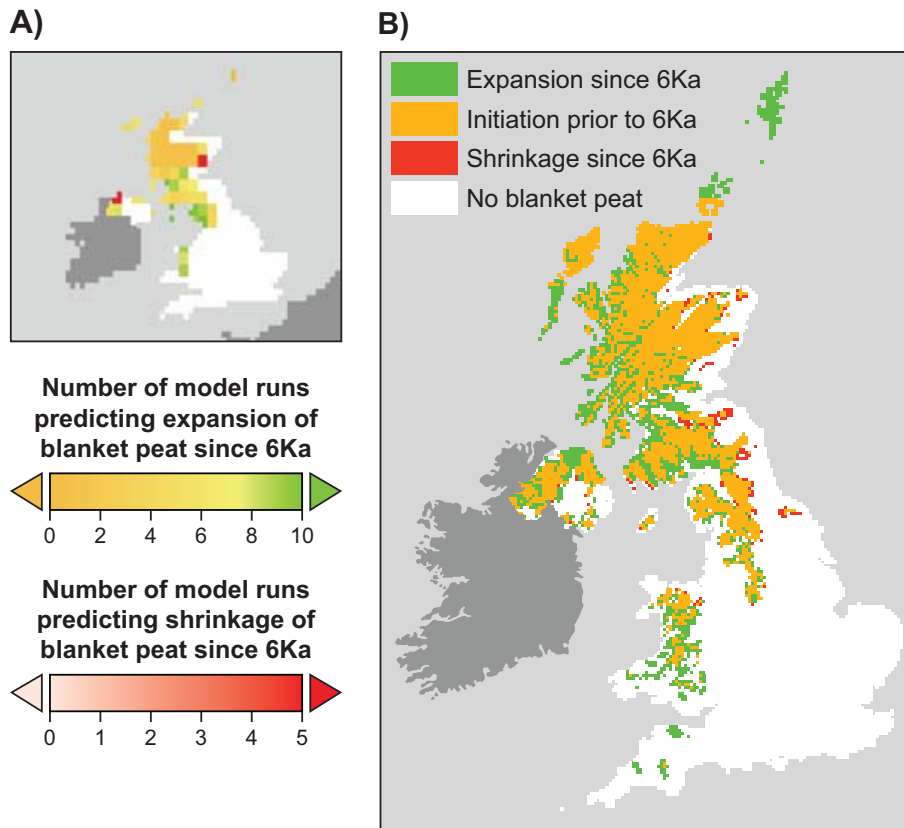 A)
B)
Expansion since 6Ka
Initiation prior to 6Ka
Shrinkage since 6Ka
No blanket peat
Number of model runs
predicting expansion of
blanket peat since 6Ka
0 2 4 6 8 10
Number of model runs
predicting shrinkage of
blanket peat since 6Ka
0 1 2 3 4 5